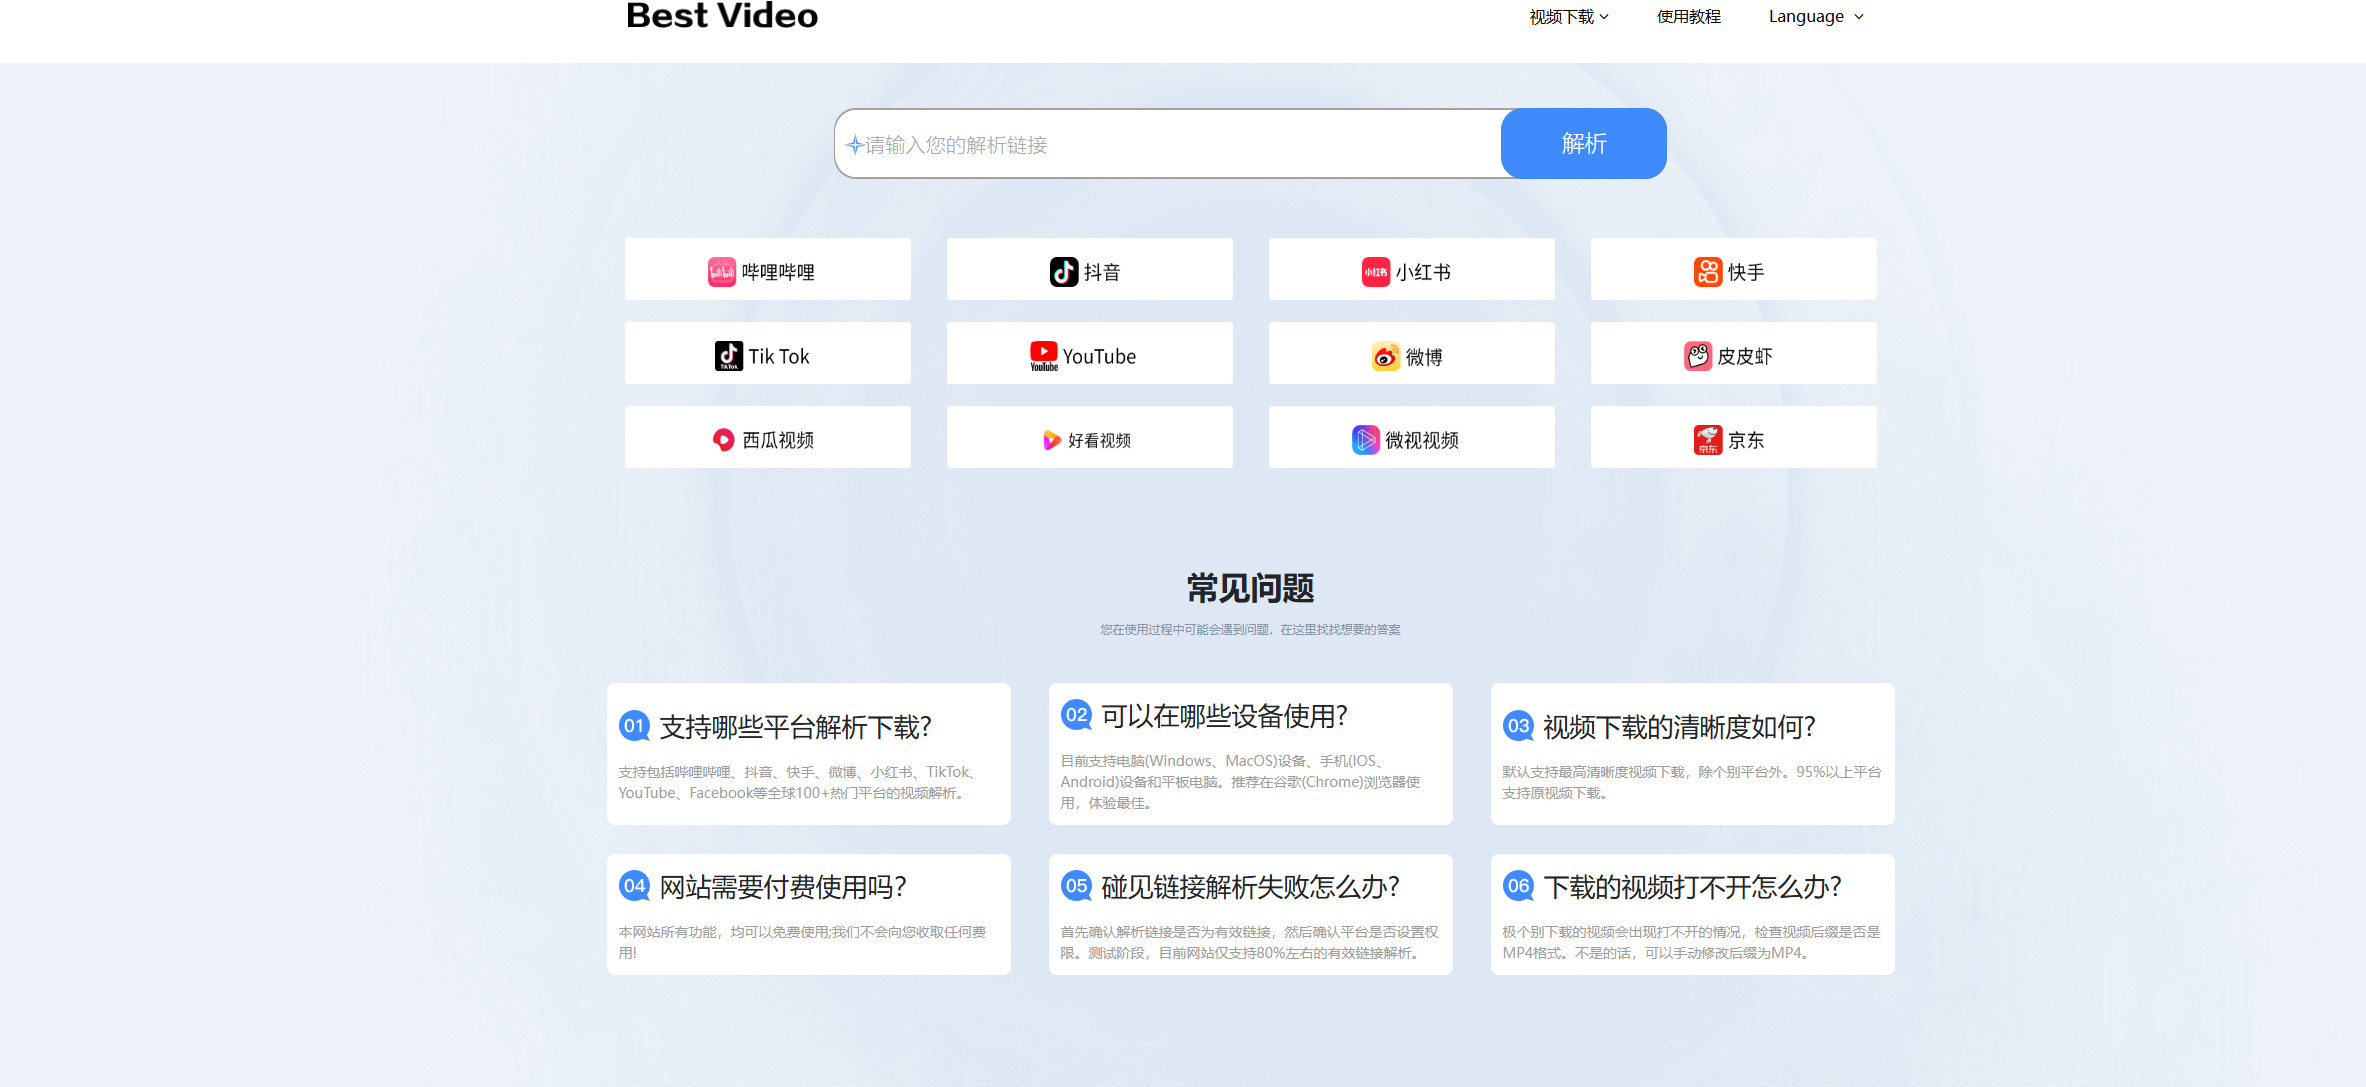 Best Video
视频下载
使用教程
Language
请输入您的解析链接
解析
bilibili 哔哩哔哩
抖音
小红书 小红书
快手
TikTok Tik Tok
YouTube YouTube
微博
皮皮虾
西瓜视频
好看视频
微视视频
京东 京东
常见问题
您在使用过程中可能会遇到问题，在这里找找想要的答案
01 支持哪些平台解析下载?
支持包括哔哩哔哩、抖音、快手、微博、小红书、TikTok、
YouTube、Facebook等全球100+热门平台的视频解析。
02 可以在哪些设备使用?
目前支持电脑(Windows、MacOS)设备、手机(IOS、
Android)设备和平板电脑。推荐在谷歌(Chrome)浏览器使
用，体验最佳。
03 视频下载的清晰度如何?
默认支持最高清晰度视频下载，除个别平台外。95%以上平台
支持原视频下载。
04 网站需要付费使用吗?
本网站所有功能，均可以免费使用;我们不会向您收取任何费
用!
05 碰见链接解析失败怎么办?
首先确认解析链接是否为有效链接，然后确认平台是否设置权
限。测试阶段，目前网站仅支持80%左右的有效链接解析。
06 下载的视频打不开怎么办?
极个别下载的视频会出现打不开的情况，检查视频后缀是否是
MP4格式。不是的话，可以手动修改后缀为MP4。